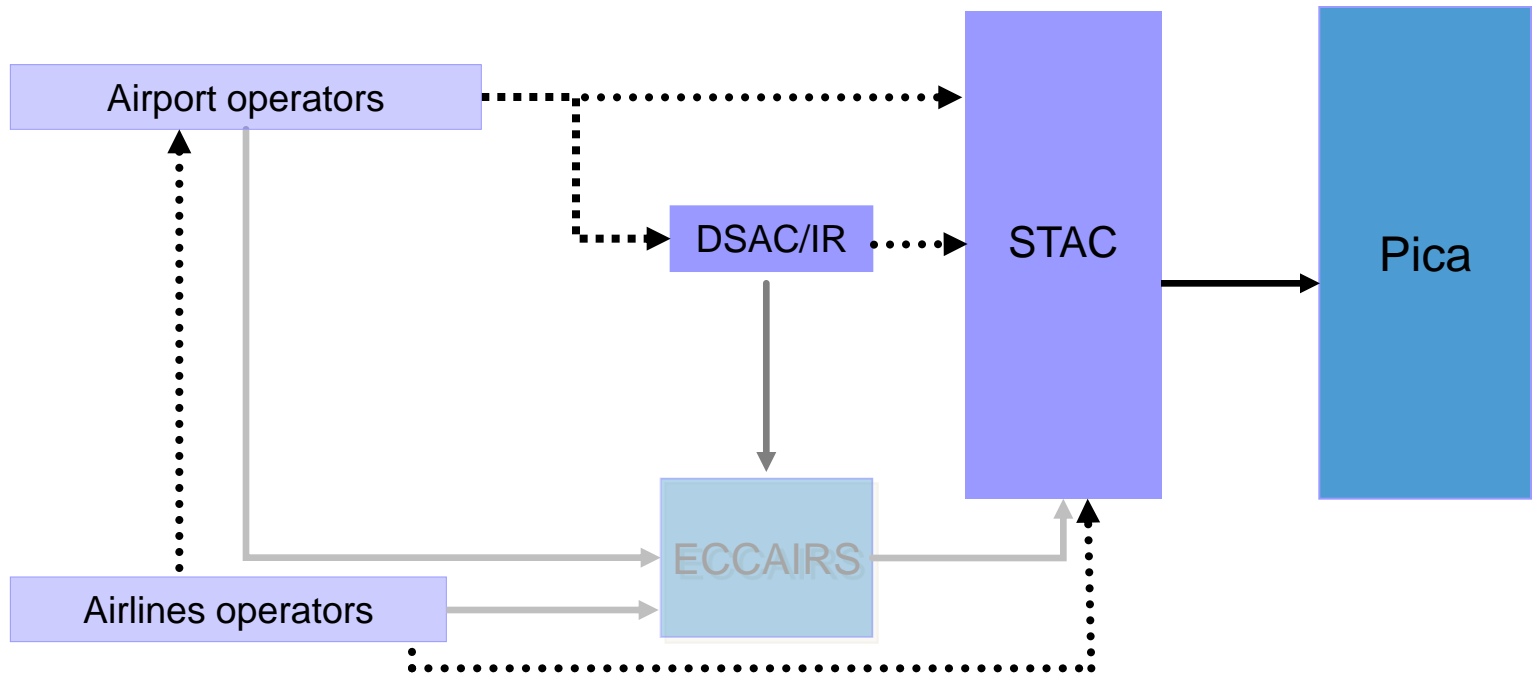 Airport operators
DSAC/IR
STAC
Pica
ECCAIRS
Airlines operators